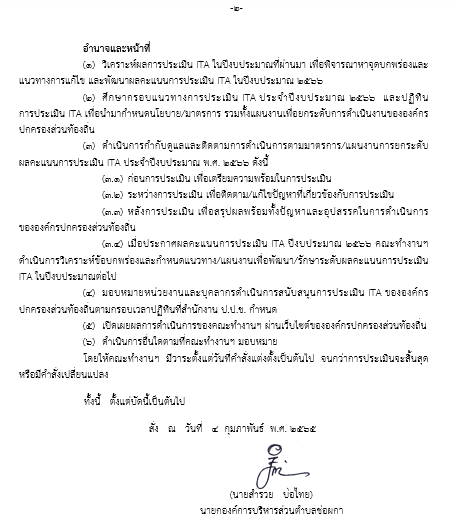 -๒-
อำนาจและหน้าที่
(๑) วิเคราะห์ผลการประเมิน ITA ในปีงบประมาณที่ผ่านมา เพื่อพิจารณาหาจุดบกพร่องและ
แนวทางการแก้ไข และพัฒนาผลคะแนนการประเมิน ITA ในปีงบประมาณ ๒๕๖๖
(๒) ศึกษากรอบแนวทางการประเมิน ITA ประจำปีงบประมาณ ๒๕๖๖ และปฏิทิน
การประเมิน ITA เพื่อนำมากำหนดนโยบาย/มาตรการ รวมทั้งแผนงานเพื่อยกระดับการดำเนินงานขององค์กร
ปกครองส่วนท้องถิ่น
(๓) ดำเนินการกำกับดูแลและติดตามการดำเนินการตามมาตรการ/แผนงานการยกระดับ
ผลคะแนนการประเมิน ITA ประจำปีงบประมาณ พ.ศ. ๒๕๖๖ ดังนี้
(๓.๑) ก่อนการประเมิน เพื่อเตรียมความพร้อมในการประเมิน
(๓.๒) ระหว่างการประเมิน เพื่อติดตาม/แก้ไขปัญหาที่เกี่ยวข้องกับการประเมิน
(๓.๓) หลังการประเมิน เพื่อสรุปผลพร้อมทั้งปัญหาและอุปสรรคในการดำเนินการ
ขององค์กรปกครองส่วนท้องถิ่น
(๓.๔) เมื่อประกาศผลคะแนนการประเมิน ITA ปีงบประมาณ ๒๕๖๖ คณะทำงานฯ
ดำเนินการวิเคราะห์ข้อบกพร่องและกำหนดแนวทาง/แผนงานเพื่อพัฒนา/รักษาระดับผลคะแนนการประเมิน
ITA ในปีงบประมาณต่อไป
(๔) มอบหมายหน่วยงานและบุคลากรดำเนินการสนับสนุนการประเมิน ITA ขององค์กร
ปกครองส่วนท้องถิ่นตามกรอบเวลาปฏิทินที่สำนักงาน ป.ป.ช. กำหนด
(๕) เปิดเผยผลการดำเนินการของคณะทำงานฯ ผ่านเว็บไซต์ขององค์กรปกครองส่วนท้องถิ่น
(๖) ดำเนินการอื่นใดตามที่คณะทำงานฯ มอบหมาย
โดยให้คณะทำงานฯ มีวาระตั้งแต่วันที่คำสั่งแต่งตั้งเป็นต้นไป จนกว่าการประเมินจะสิ้นสุด
หรือมีคำสั่งเปลี่ยนแปลง
ทั้งนี้ ตั้งแต่บัดนี้เป็นต้นไป
สั่ง ณ วันที่ ๔ กุมภาพันธ์ พ.ศ. ๒๕๖๕
(นายสำรวย บ่อไทย)
นายกองค์การบริหารส่วนตำบลช่อผกา